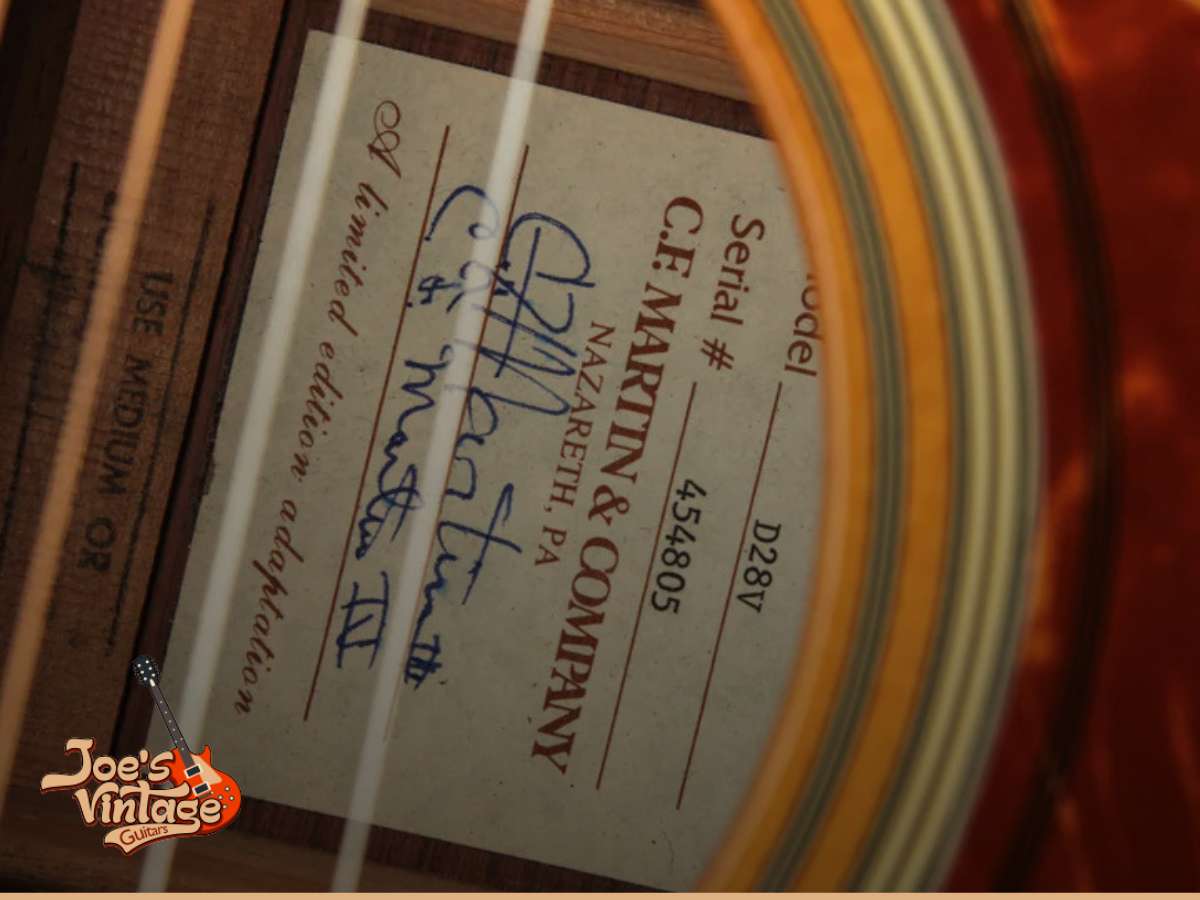 Model D28V
Serial # 454805
C.F. MARTIN & COMPANY
NAZARETH, PA
Martin III
C. F. Martin IV
A limited edition adaptation
USE MEDIUM OR
Joe's
Vintage
Guitars